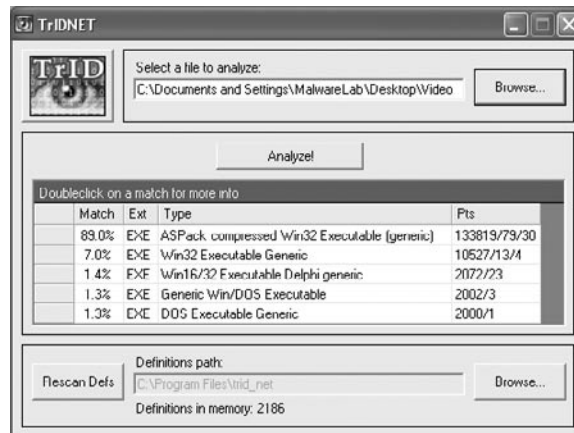 TrIDNET
TrID
Select a file to analyze:
C:\Documents and Settings\MalwareLab\Desktop\Video
Browse...
Analyze!
Doubleclick on a match for more info
Match Ext Type Pts
89.0% EXE ASPack compressed Win32 Executable (generic) 133819/79/30
7.0% EXE Win32 Executable Generic 10527/13/4
1.4% EXE Win16/32 Executable Delphi generic 2072/23
1.3% EXE Generic Win/DOS Executable 2002/3
1.3% EXE DOS Executable Generic 2000/1
Definitions path:
Rescan Defs
C:\Program Files\trid_net
Browse...
Definitions in memory: 2186